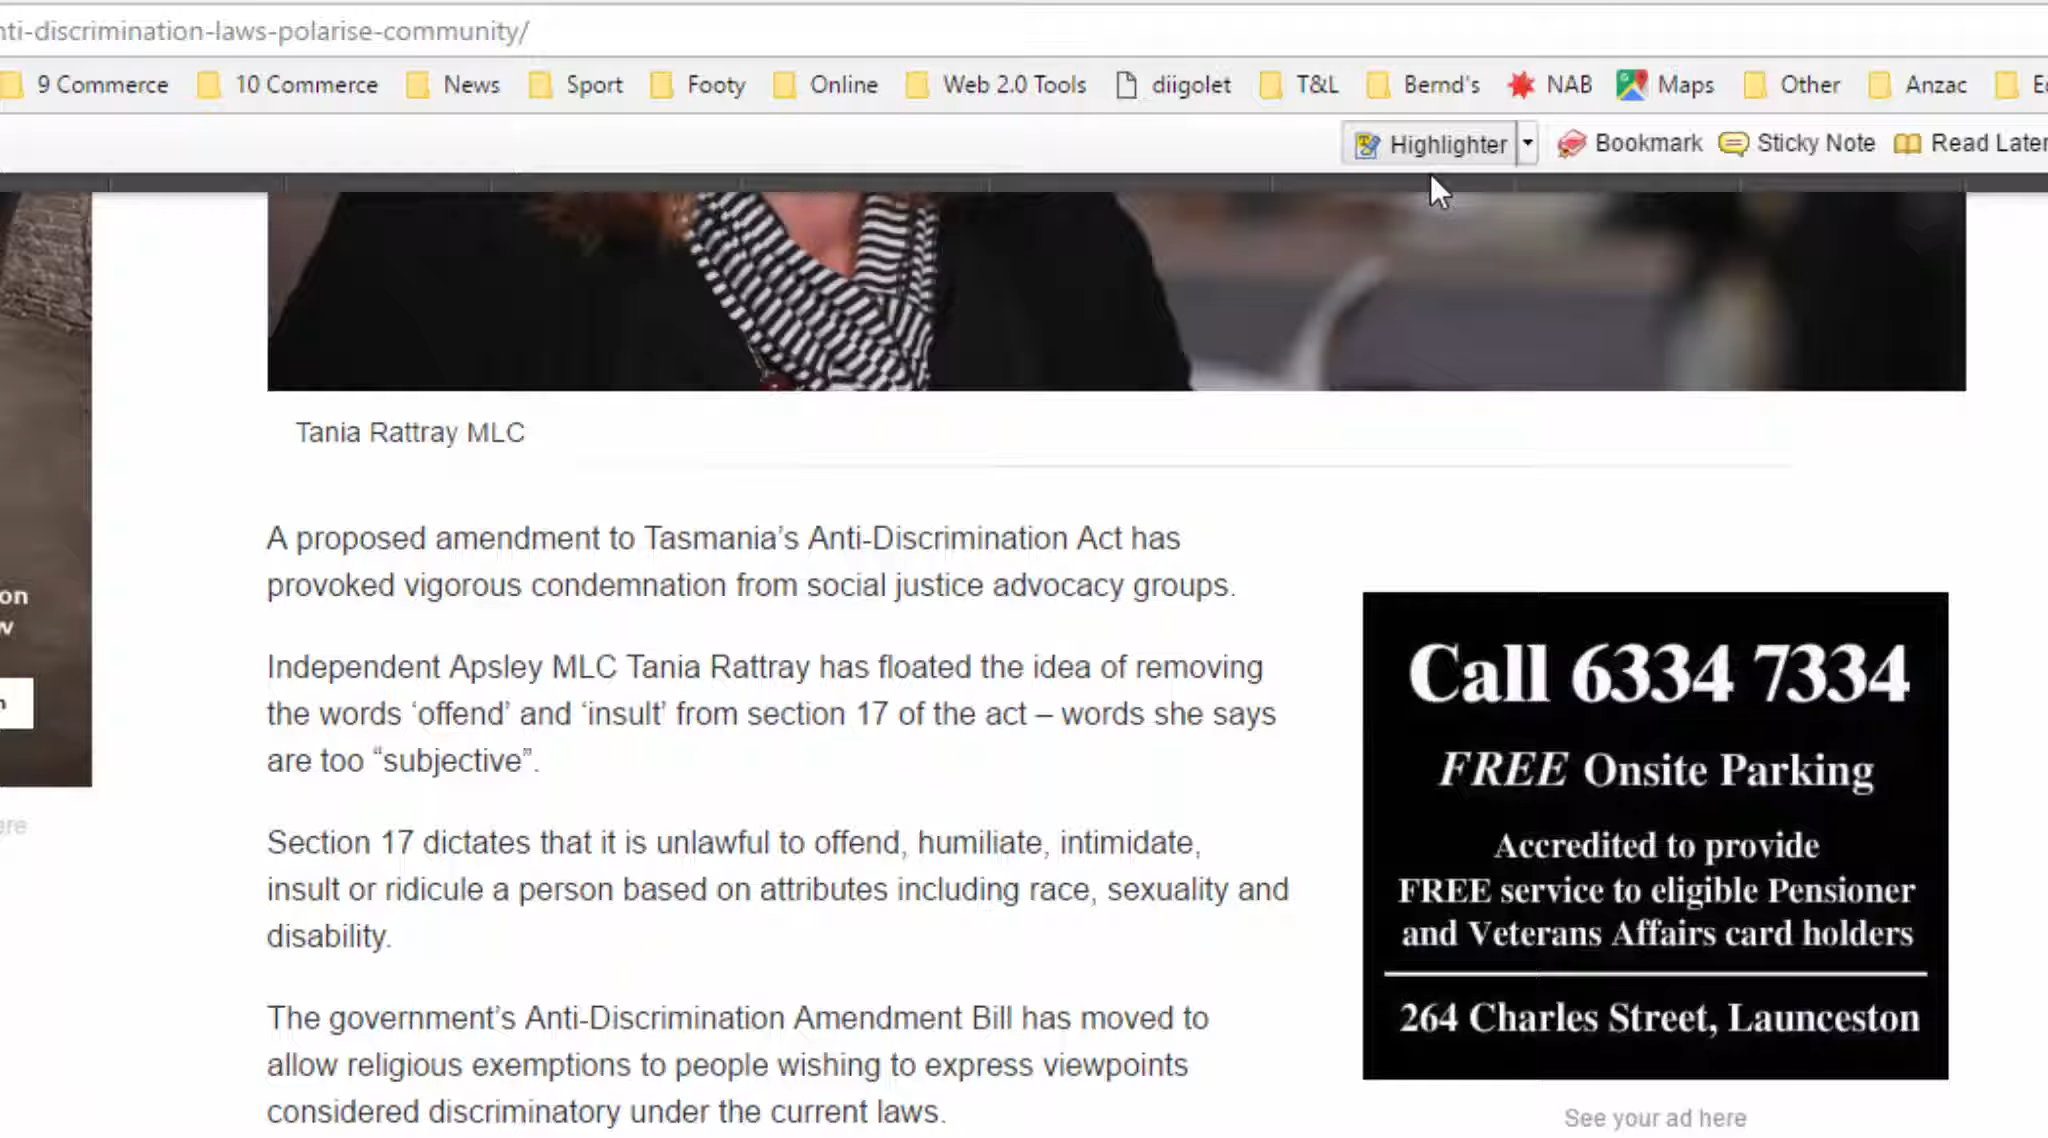 nti-discrimination-laws-polarise-community/
9 Commerce 10 Commerce News Sport Footy Online Web 2.0 Tools diigolet T&L Bernd's NAB Maps Other Anzac
Highlighter Bookmark Sticky Note Read Later
Tania Rattray MLC
A proposed amendment to Tasmania’s Anti-Discrimination Act has
provoked vigorous condemnation from social justice advocacy groups.
Independent Apsley MLC Tania Rattray has floated the idea of removing
the words ‘offend’ and ‘insult’ from section 17 of the act – words she says
are too “subjective”.
Section 17 dictates that it is unlawful to offend, humiliate, intimidate,
insult or ridicule a person based on attributes including race, sexuality and
disability.
The government’s Anti-Discrimination Amendment Bill has moved to
allow religious exemptions to people wishing to express viewpoints
considered discriminatory under the current laws.
Call 6334 7334
FREE Onsite Parking
Accredited to provide
FREE service to eligible Pensioner
and Veterans Affairs card holders
264 Charles Street, Launceston
See your ad here